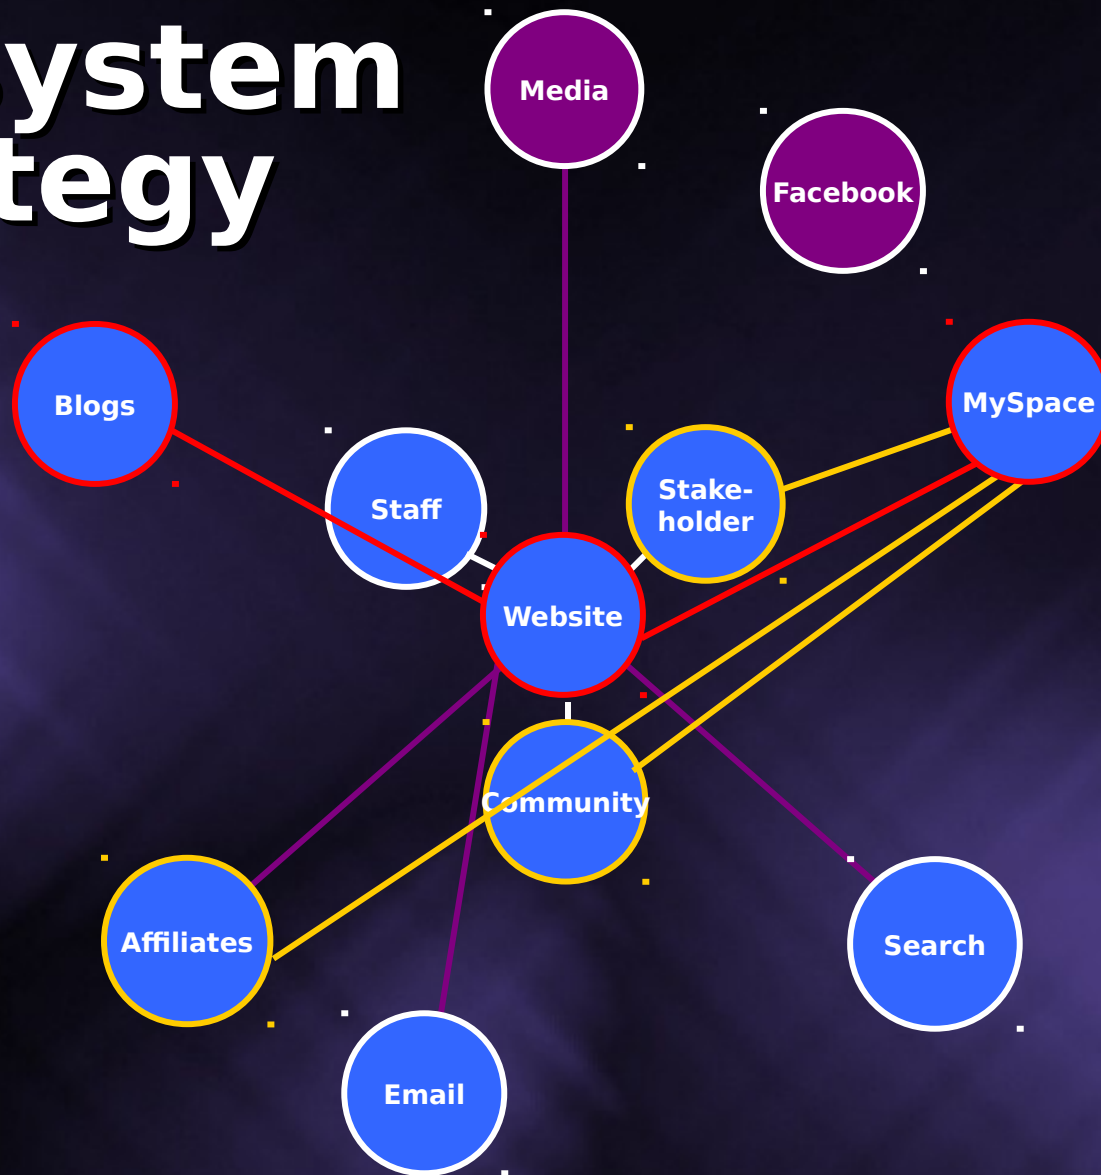 ystem
tegy
Media
Facebook
Blogs
MySpace
Staff
Stake-
holder
Website
Community
Affiliates
Search
Email